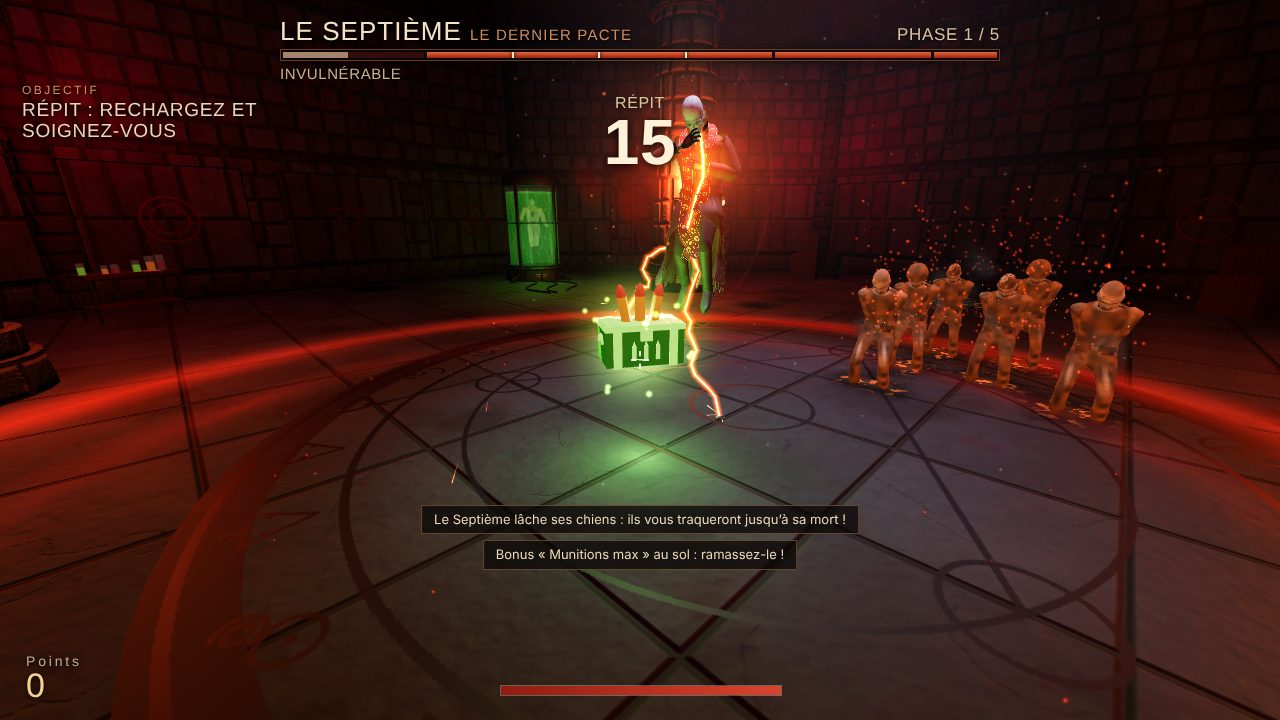 LE SEPTIÈME LE DERNIER PACTE
PHASE 1 / 5
INVULNÉRABLE
OBJECTIF
RÉPIT : RECHARGEZ ET
SOIGNEZ-VOUS
RÉPIT
15
Le Septième lâche ses chiens : ils vous traqueront jusqu'à sa mort !
Bonus « Munitions max » au sol : ramassez-le !
Points
0